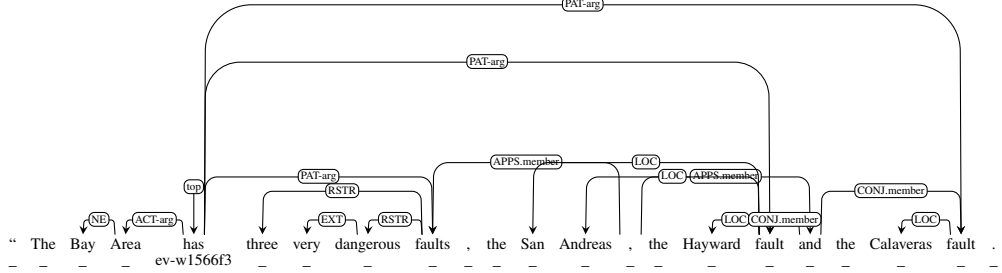 PAT-arg
PAT-arg
APPS.member LOC
PAT-arg LOC APPS.member
top RSTR CONJ.member
NE ACT-arg EXT RSTR LOC CONJ.member LOC
“ The Bay Area has three very dangerous faults , the San Andreas , the Hayward fault and the Calaveras fault .
_ _ _ _ ev-w1566f3 _ _ _ _ _ _ _ _ _ _ _ _ _ _ _ _ _